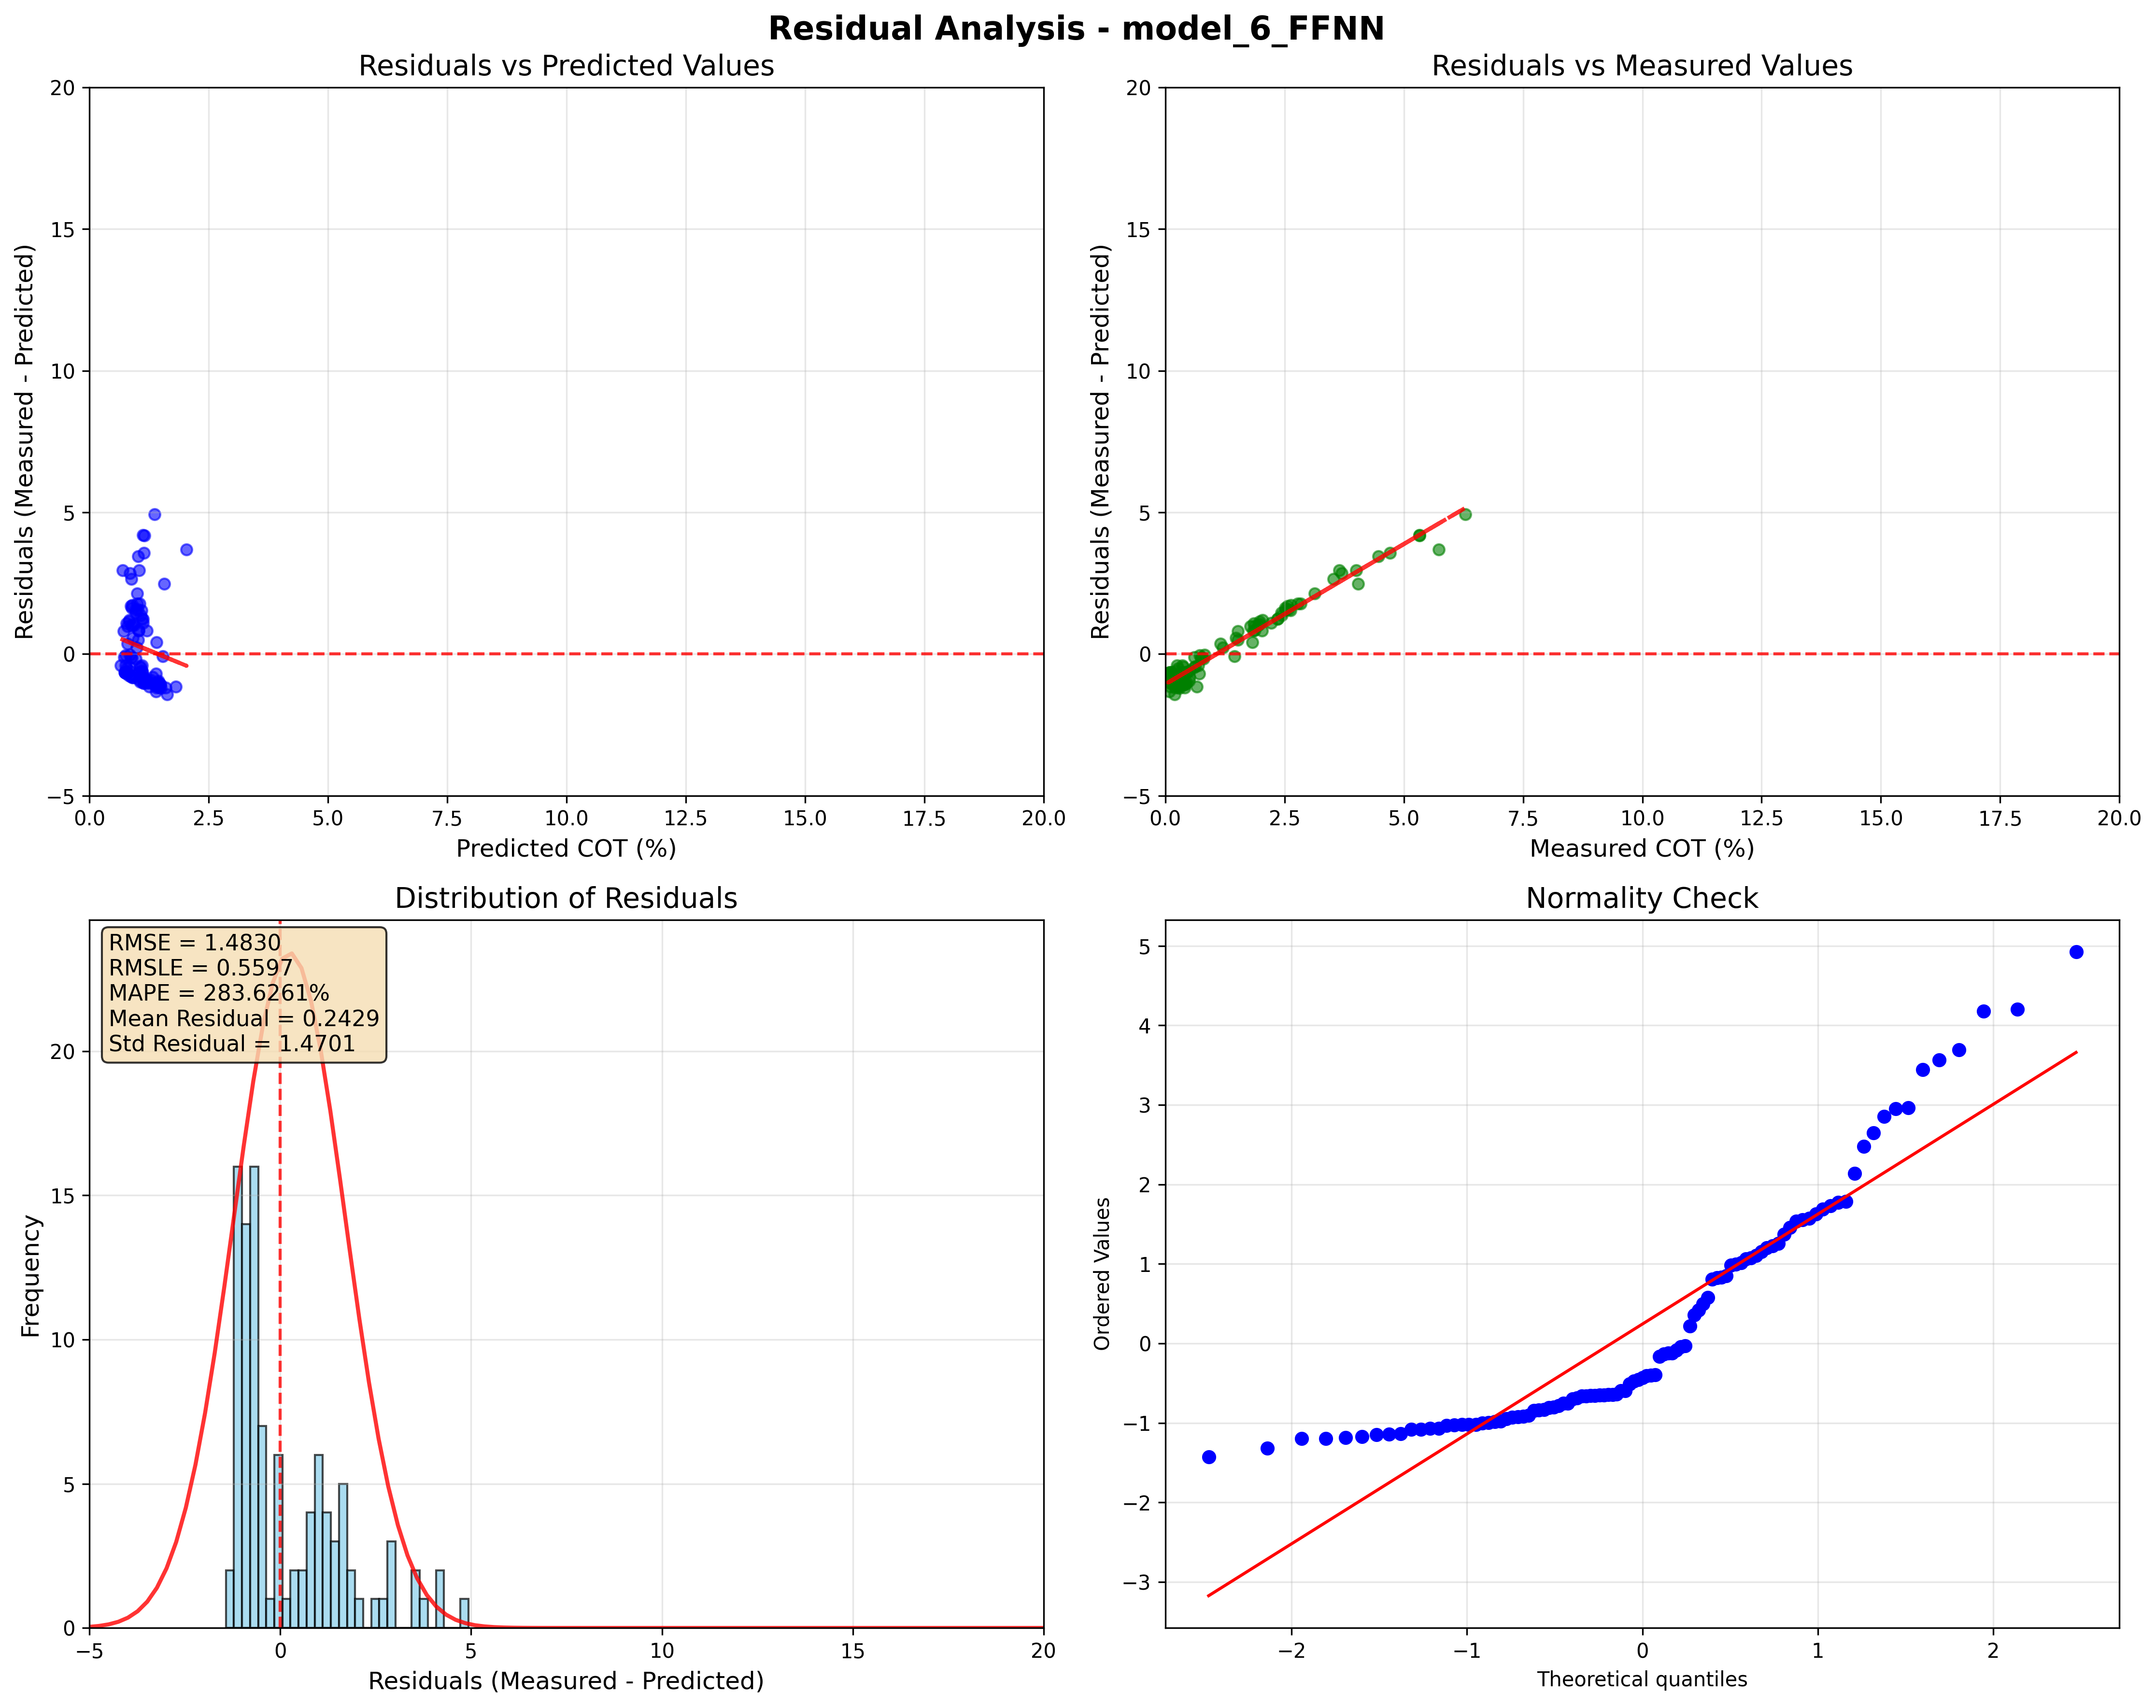 Residual Analysis - model_6_FFNN
Residuals vs Predicted Values
20
15
10
5
0
−5
Residuals (Measured - Predicted)
0.0 2.5 5.0 7.5 10.0 12.5 15.0 17.5 20.0
Predicted COT (%)
Residuals vs Measured Values
20
15
10
5
0
−5
Residuals (Measured - Predicted)
0.0 2.5 5.0 7.5 10.0 12.5 15.0 17.5 20.0
Measured COT (%)
Distribution of Residuals
RMSE = 1.4830
RMSLE = 0.5597
MAPE = 283.6261%
Mean Residual = 0.2429
Std Residual = 1.4701
20
15
10
5
0
Frequency
−5 0 5 10 15 20
Residuals (Measured - Predicted)
Normality Check
5
4
3
2
1
0
−1
−2
−3
Ordered Values
−2 −1 0 1 2
Theoretical quantiles